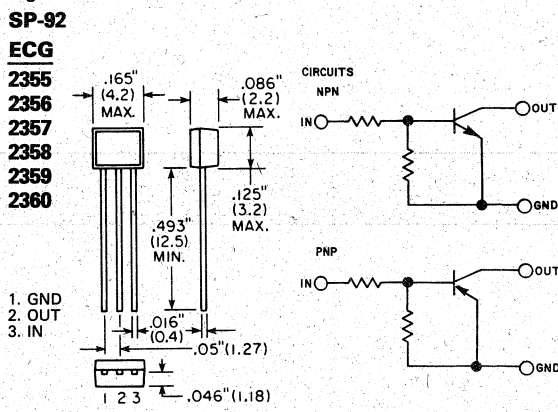 SP-92
ECG
2355
2356
2357
2358
2359
2360
.165"
(4.2)
MAX.
.086"
(2.2)
MAX.
.125"
(3.2)
MAX.
.493"
(12.5)
MIN.
1. GND
2. OUT
3. IN
.016"
(0.4)
.05"(1.27)
.046"(1.18)
1 2 3
CIRCUITS
NPN
IN
OUT
GND
PNP
IN
OUT
GND